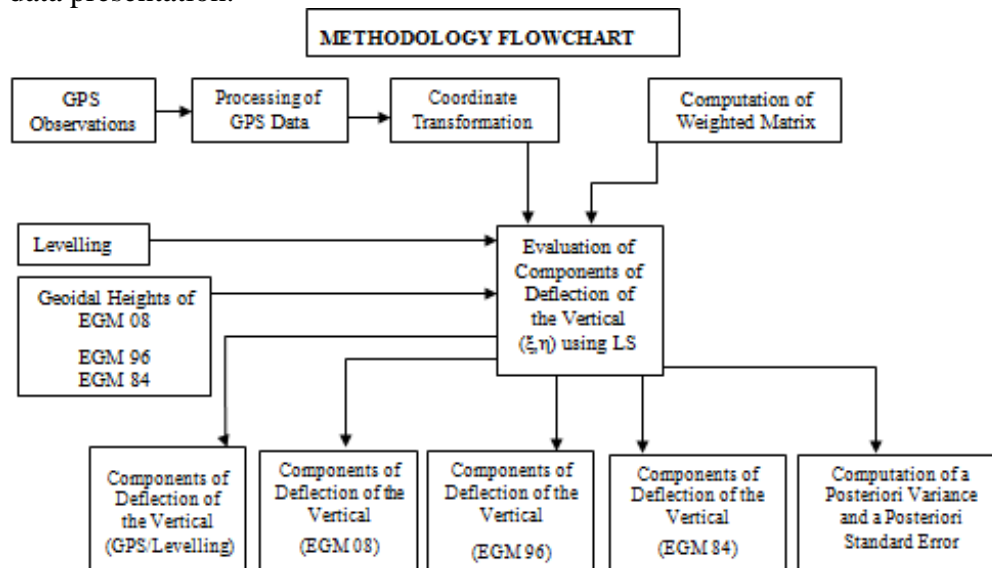 data presentation.
METHODOLOGY FLOWCHART
GPS
Observations
Processing of
GPS Data
Coordinate
Transformation
Computation of
Weighted Matrix
Levelling
Geoidal Heights of
EGM 08
EGM 96
EGM 84
Evaluation of
Components of
Deflection of
the Vertical
(ξ,η) using LS
Components of
Deflection of
the Vertical
(GPS/Levelling)
Components of
Deflection of the
Vertical
(EGM 08)
Components of
Deflection of the
Vertical
(EGM 96)
Components of
Deflection of the
Vertical
(EGM 84)
Computation of a
Posteriori Variance
and a Posteriori
Standard Error